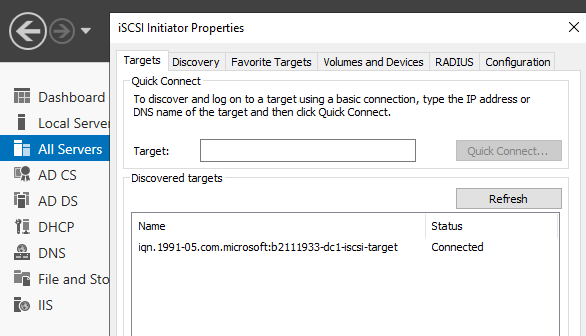 iSCSI Initiator Properties
Targets Discovery Favorite Targets Volumes and Devices RADIUS Configuration
Quick Connect
To discover and log on to a target using a basic connection, type the IP address or
DNS name of the target and then click Quick Connect.
Target:
Quick Connect...
Discovered targets
Refresh
Name Status
iqn.1991-05.com.microsoft:b2111933-dc1-iscsi-target Connected
Dashboard
Local Server
All Servers
AD CS
AD DS
DHCP
DNS
File and Sto
IIS